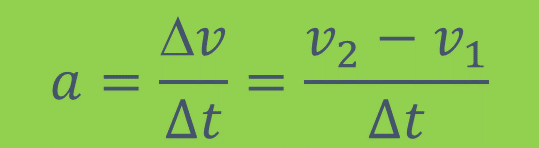 a = Δv/Δt = (v₂ − v₁)/Δt